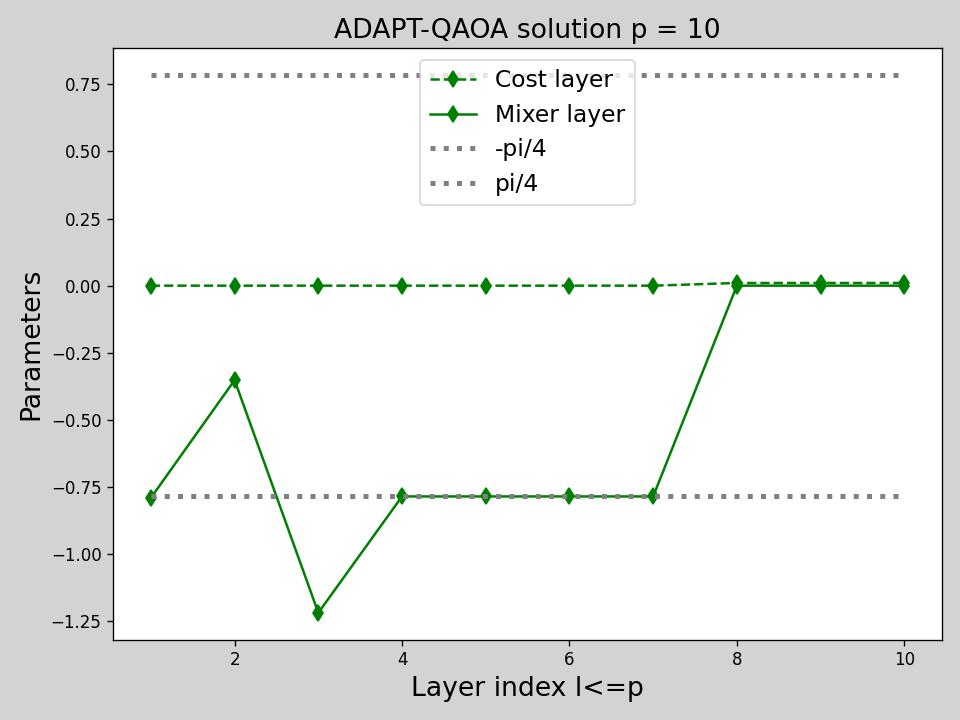 ADAPT-QAOA solution p = 10
Cost layer
Mixer layer
-pi/4
pi/4
Parameters
0.75
0.50
0.25
0.00
−0.25
−0.50
−0.75
−1.00
−1.25
2
4
6
8
10
Layer index l<=p